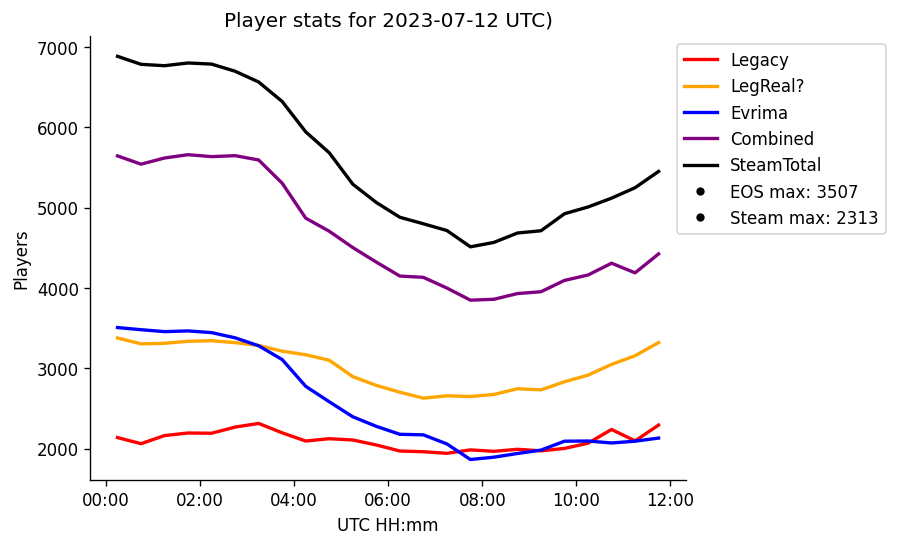 Player stats for 2023-07-12 UTC)
7000
6000
5000
4000
3000
2000
Players
00:00 02:00 04:00 06:00 08:00 10:00 12:00
UTC HH:mm
Legacy
LegReal?
Evrima
Combined
SteamTotal
EOS max: 3507
Steam max: 2313